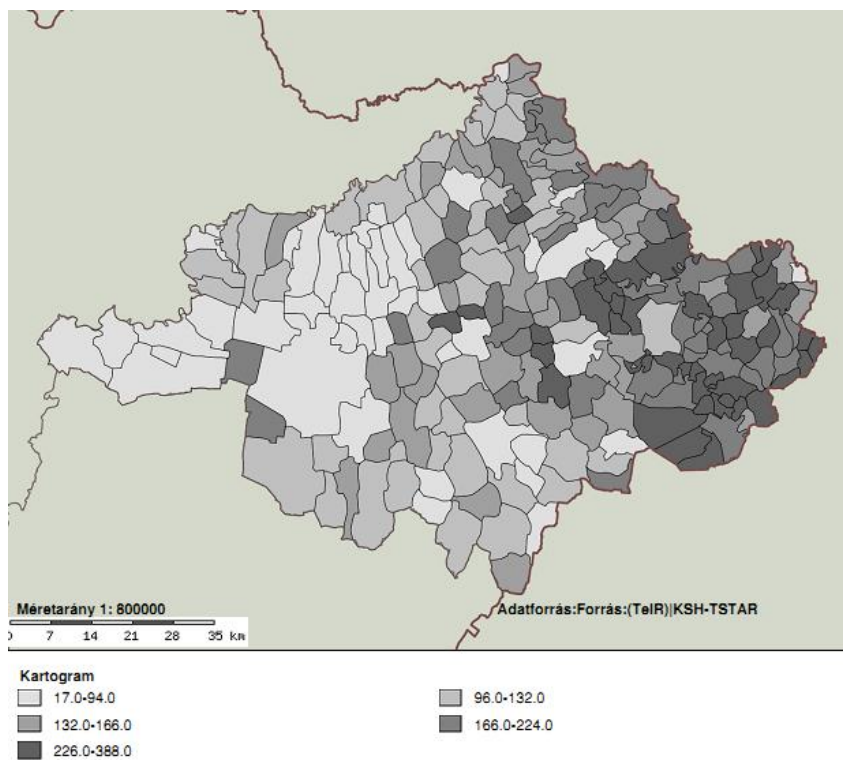 Méretarány 1: 800000
Adatforrás:Forrás:(TeIR)|KSH-TSTAR
0 7 14 21 28 35 km
Kartogram
17.0-94.0
96.0-132.0
132.0-166.0
166.0-224.0
226.0-388.0